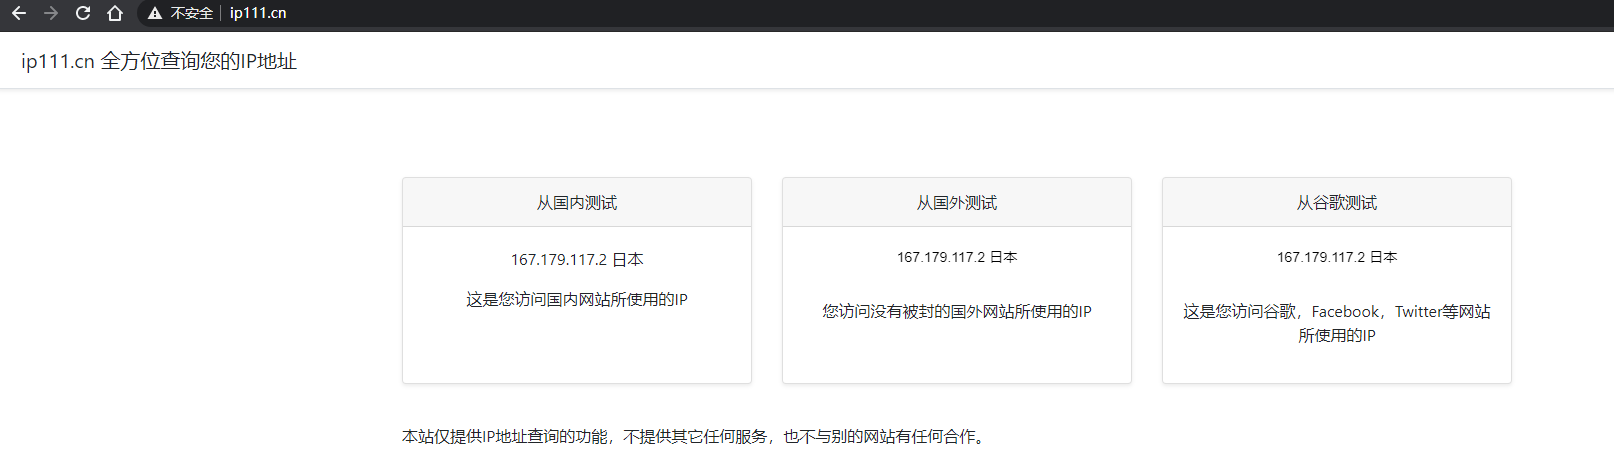 不安全 ip111.cn
ip111.cn 全方位查询您的IP地址
从国内测试
167.179.117.2 日本
这是您访问国内网站所使用的IP
从国外测试
167.179.117.2 日本
您访问没有被封的国外网站所使用的IP
从谷歌测试
167.179.117.2 日本
这是您访问谷歌，Facebook，Twitter等网站
所使用的IP
本站仅提供IP地址查询的功能，不提供其它任何服务，也不与别的网站有任何合作。